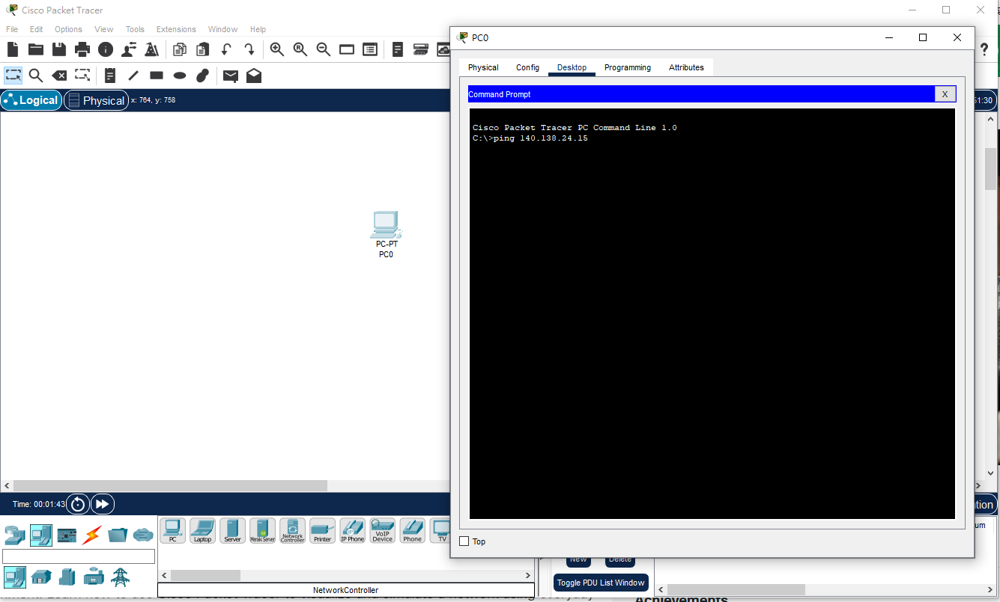 Cisco Packet Tracer
File Edit Options View Tools Extensions Window Help
Logical Physical x: 764, y: 758
PC-PT
PC0
PC0
Physical Config Desktop Programming Attributes
Command Prompt X
Cisco Packet Tracer PC Command Line 1.0
C:\>ping 140.138.24.15
Top
Time: 00:01:43
PC Laptop Server Meraki Server Network Controller Printer IP Phone VoIP Device Phone TV
NetworkController
New Delete
Toggle PDU List Window
Achievements